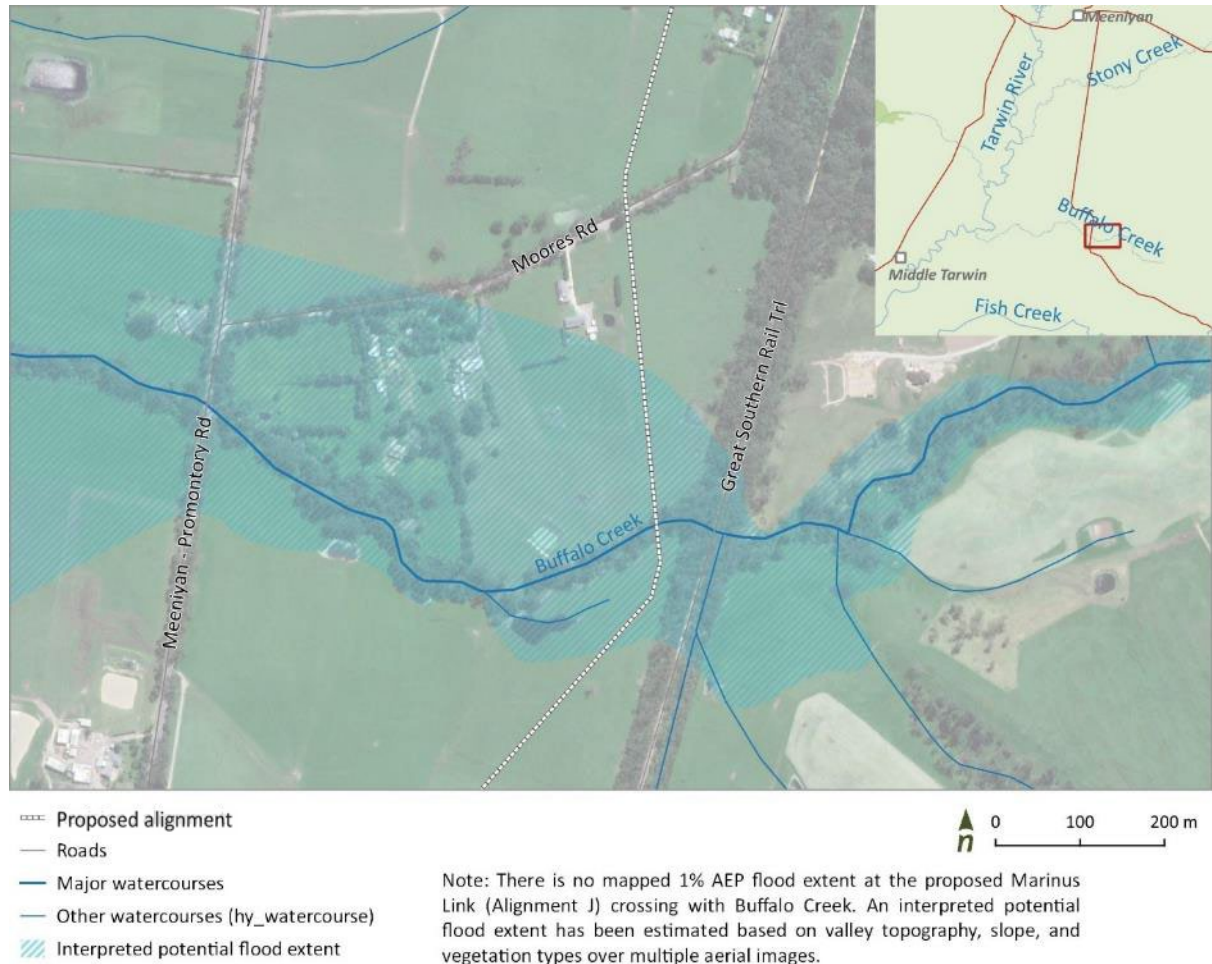 Meeniyan
Stony Creek
Tarwin River
Buffalo Creek
Middle Tarwin
Fish Creek
Moores Rd
Great Southern Rail Trl
Meeniyan - Promontory Rd
Buffalo Creek
Proposed alignment
Roads
Major watercourses
Other watercourses (hy_watercourse)
Interpreted potential flood extent
n
0 100 200 m
Note: There is no mapped 1% AEP flood extent at the proposed Marinus
Link (Alignment J) crossing with Buffalo Creek. An interpreted potential
flood extent has been estimated based on valley topography, slope, and
vegetation types over multiple aerial images.